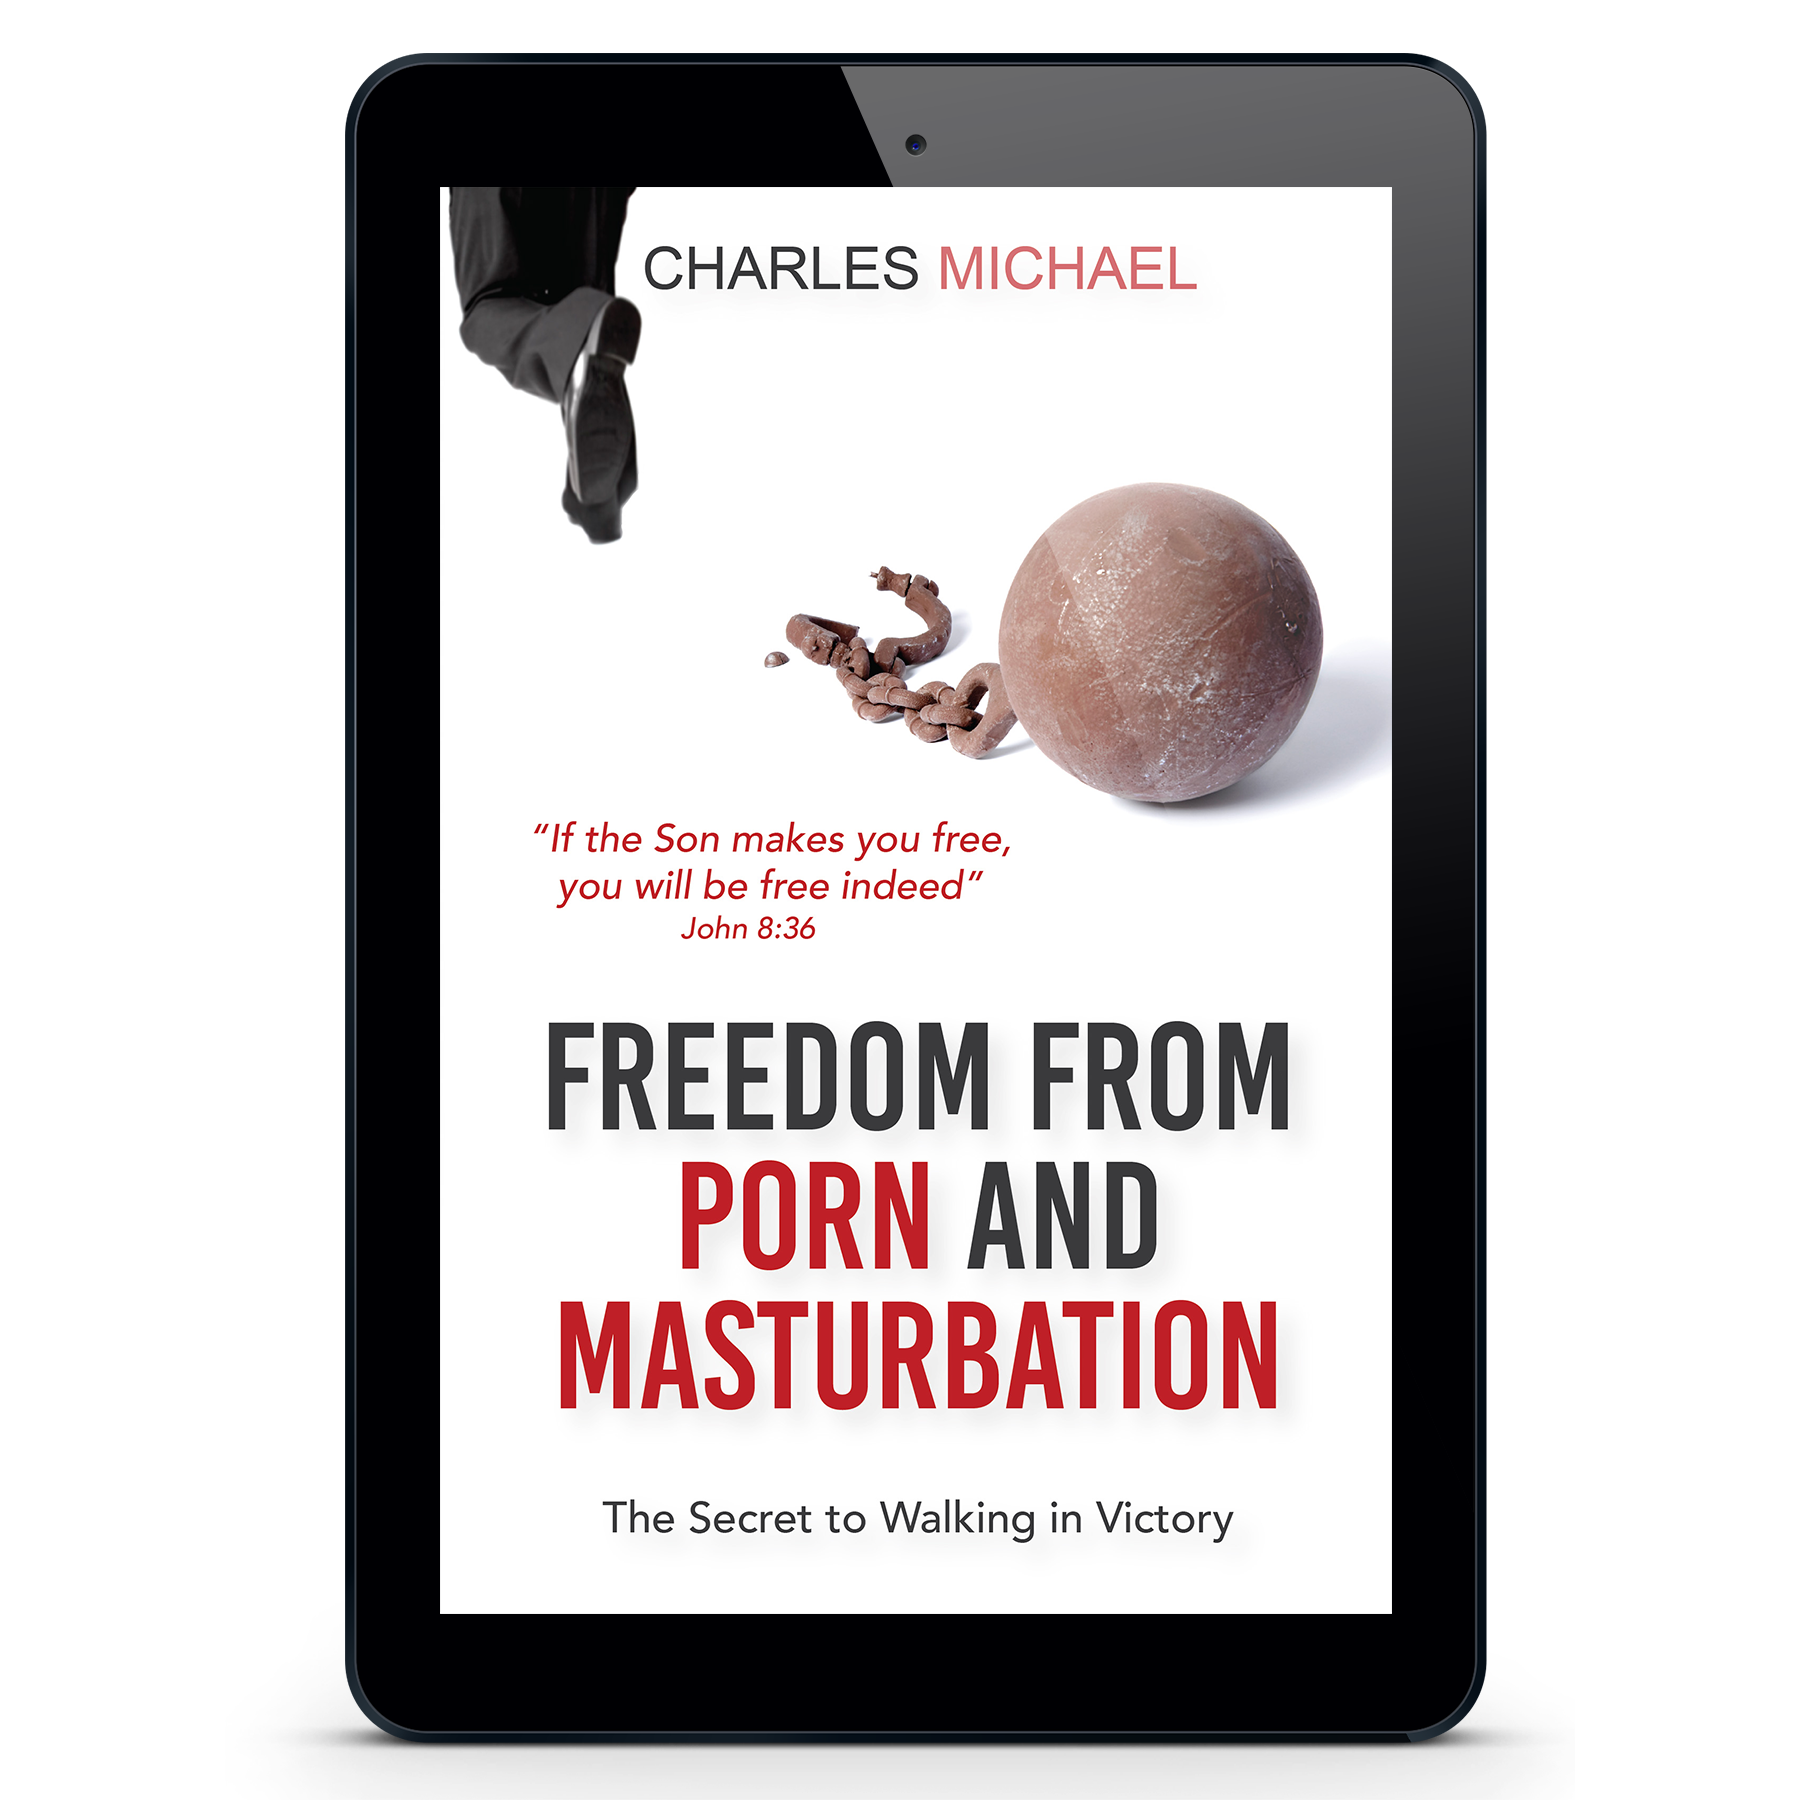 CHARLES MICHAEL
“If the Son makes you free,
you will be free indeed”
John 8:36
FREEDOM FROM
PORN AND
MASTURBATION
The Secret to Walking in Victory